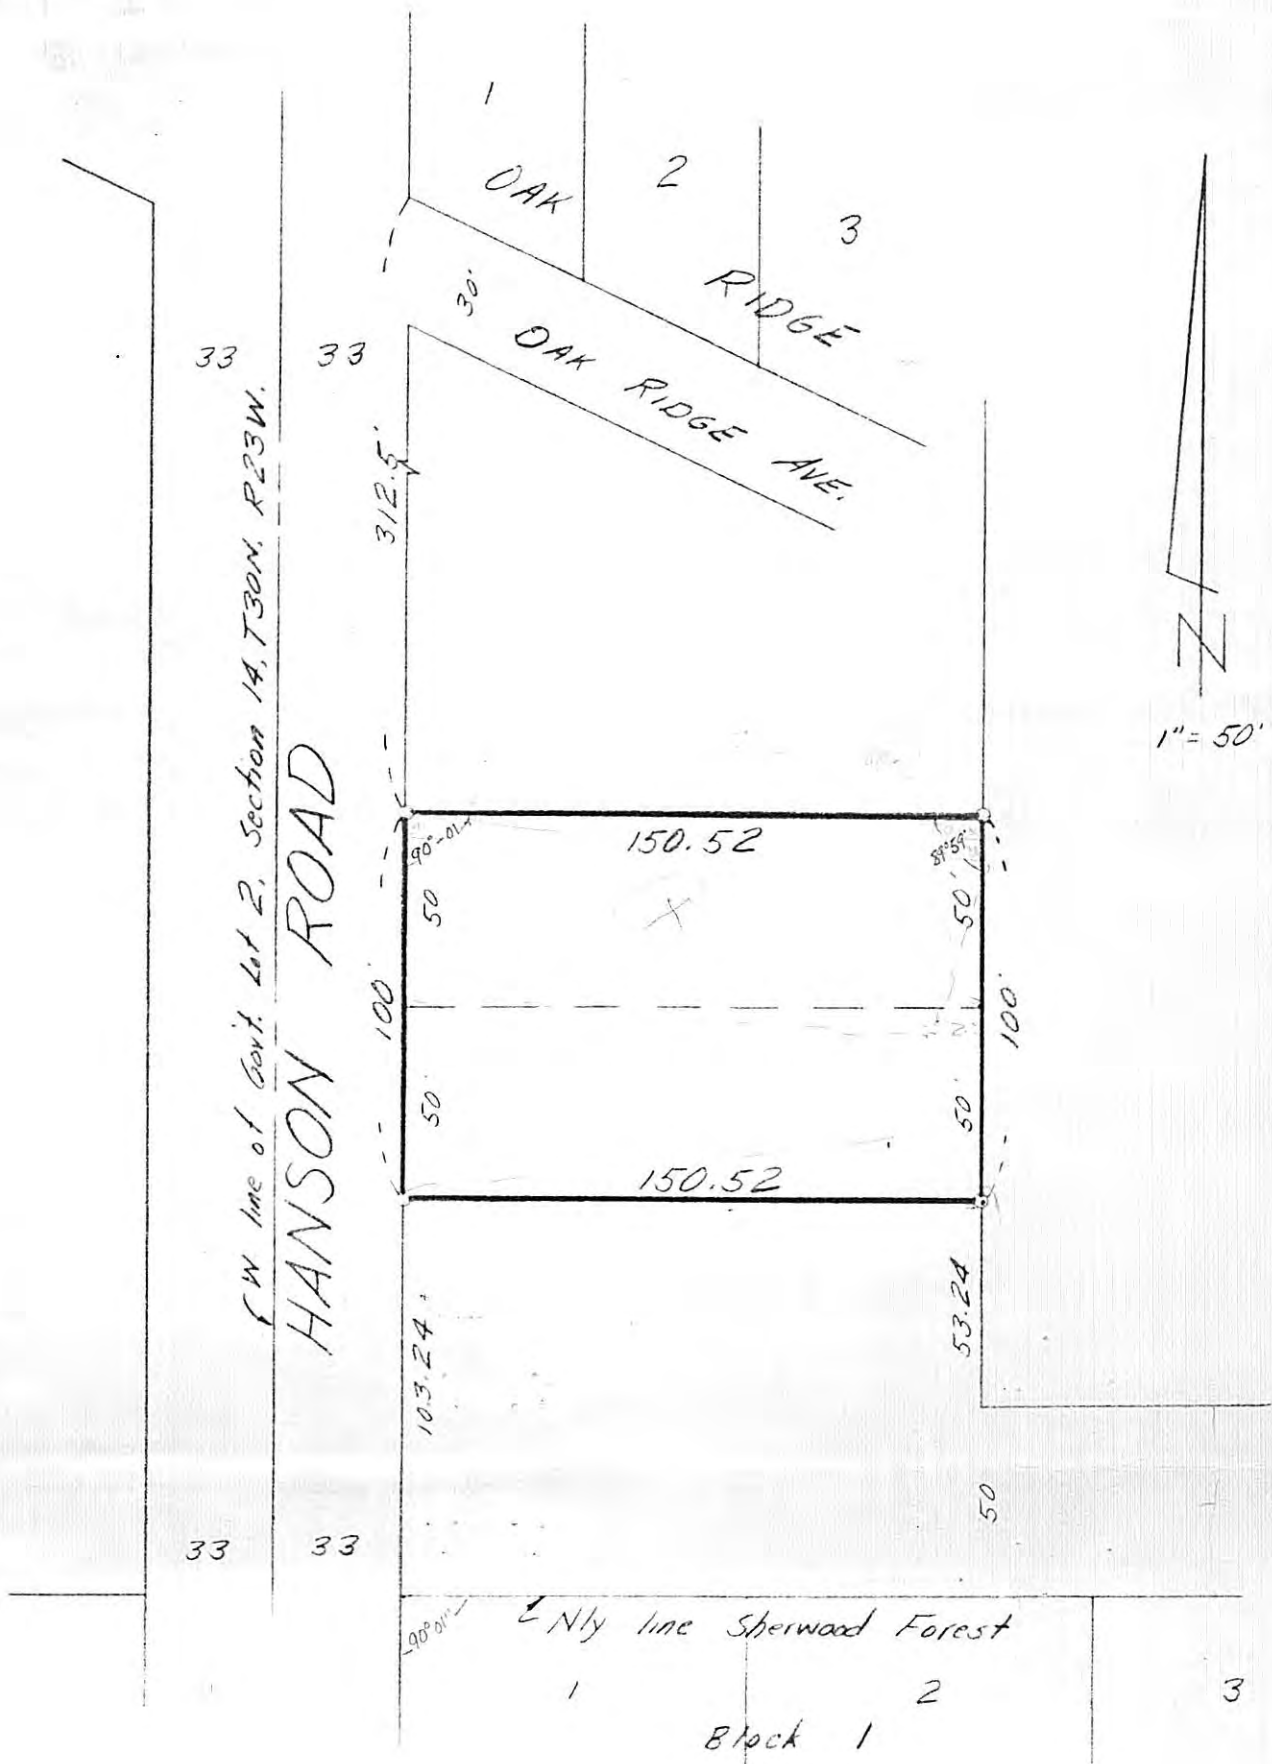 1
OAK
2
3
RIDGE
30'
OAK RIDGE AVE.
33
33
312.5'
W line of Gov't. Lot 2, Section 14, T30N. R23W.
HANSON ROAD
N
1" = 50'
90°-01'
150.52
89°59'
50'
50'
100'
100'
50'
50'
150.52
103.24
53.24
50
33
33
90°01'
Nly line Sherwood Forest
1
2
3
Block 1